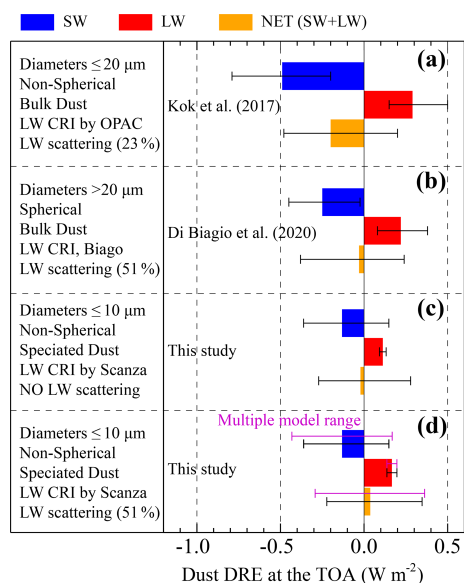 SW LW NET (SW+LW)
Diameters ≤ 20 μm
Non-Spherical
Bulk Dust
LW CRI by OPAC
LW scattering (23 %)
Kok et al. (2017)
(a)
Diameters >20 μm
Spherical
Bulk Dust
LW CRI, Biago
LW scattering (51 %)
Di Biagio et al. (2020)
(b)
Diameters ≤ 10 μm
Non-Spherical
Speciated Dust
LW CRI by Scanza
NO LW scattering
This study
(c)
Diameters ≤ 10 μm
Non-Spherical
Speciated Dust
LW CRI by Scanza
LW scattering (51 %)
This study
Multiple model range
(d)
-1.0 -0.5 0.0 0.5
Dust DRE at the TOA (W m⁻²)